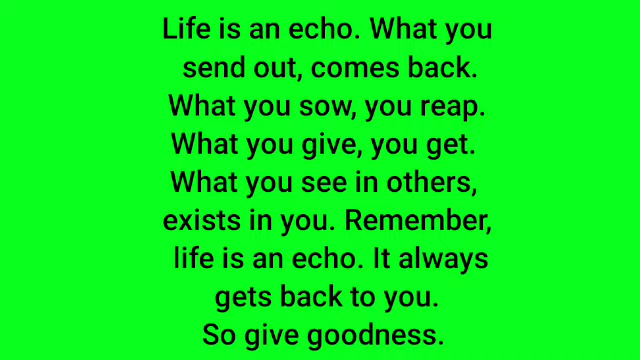 Life is an echo. What you
send out, comes back.
What you sow, you reap.
What you give, you get.
What you see in others,
exists in you. Remember,
life is an echo. It always
gets back to you.
So give goodness.